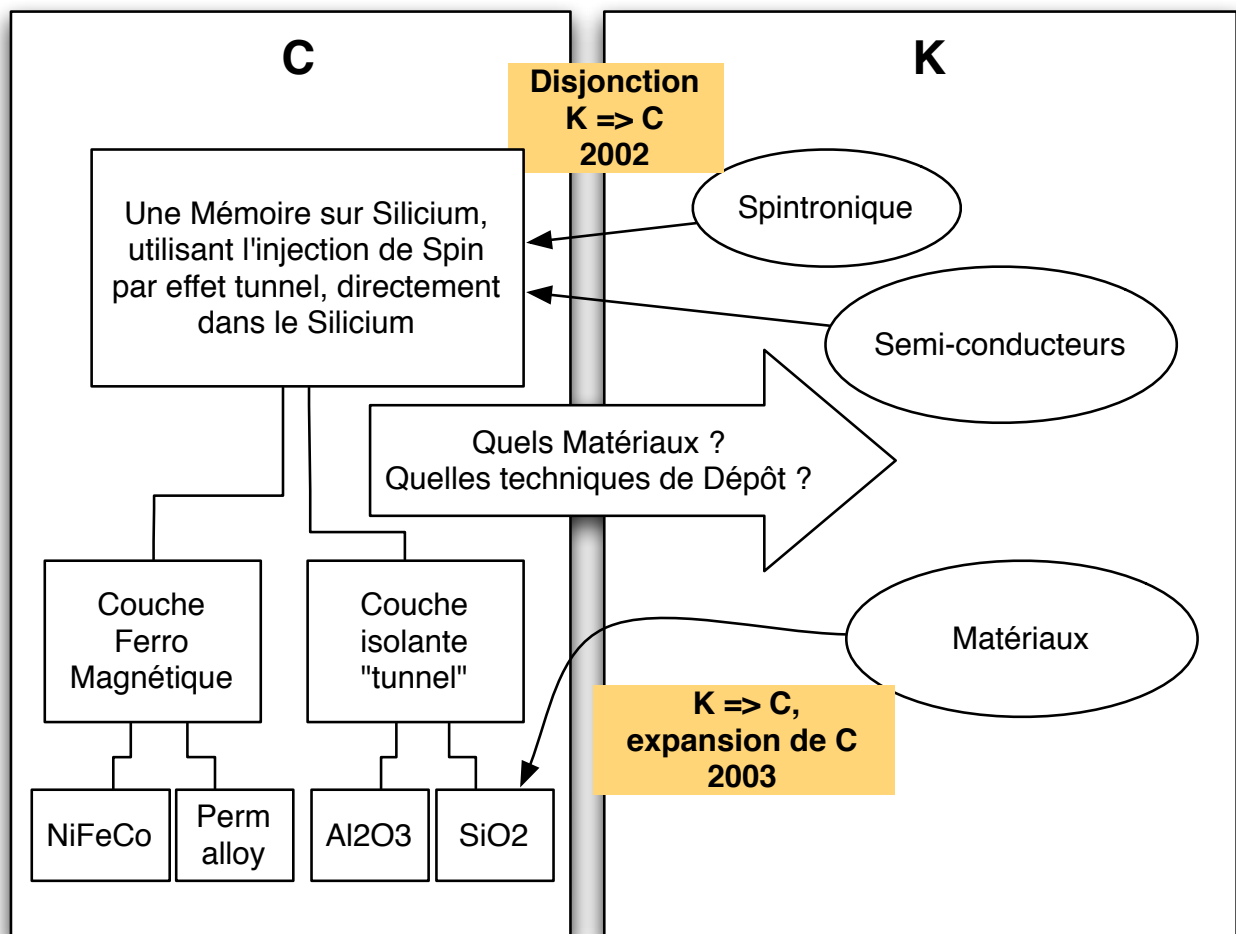 C
K
Disjonction
K => C
2002
Une Mémoire sur Silicium,
utilisant l'injection de Spin
par effet tunnel, directement
dans le Silicium
Spintronique
Semi-conducteurs
Quels Matériaux ?
Quelles techniques de Dépôt ?
Couche
Ferro
Magnétique
Couche
isolante
"tunnel"
Matériaux
K => C,
expansion de C
2003
NiFeCo
Perm
alloy
Al2O3
SiO2